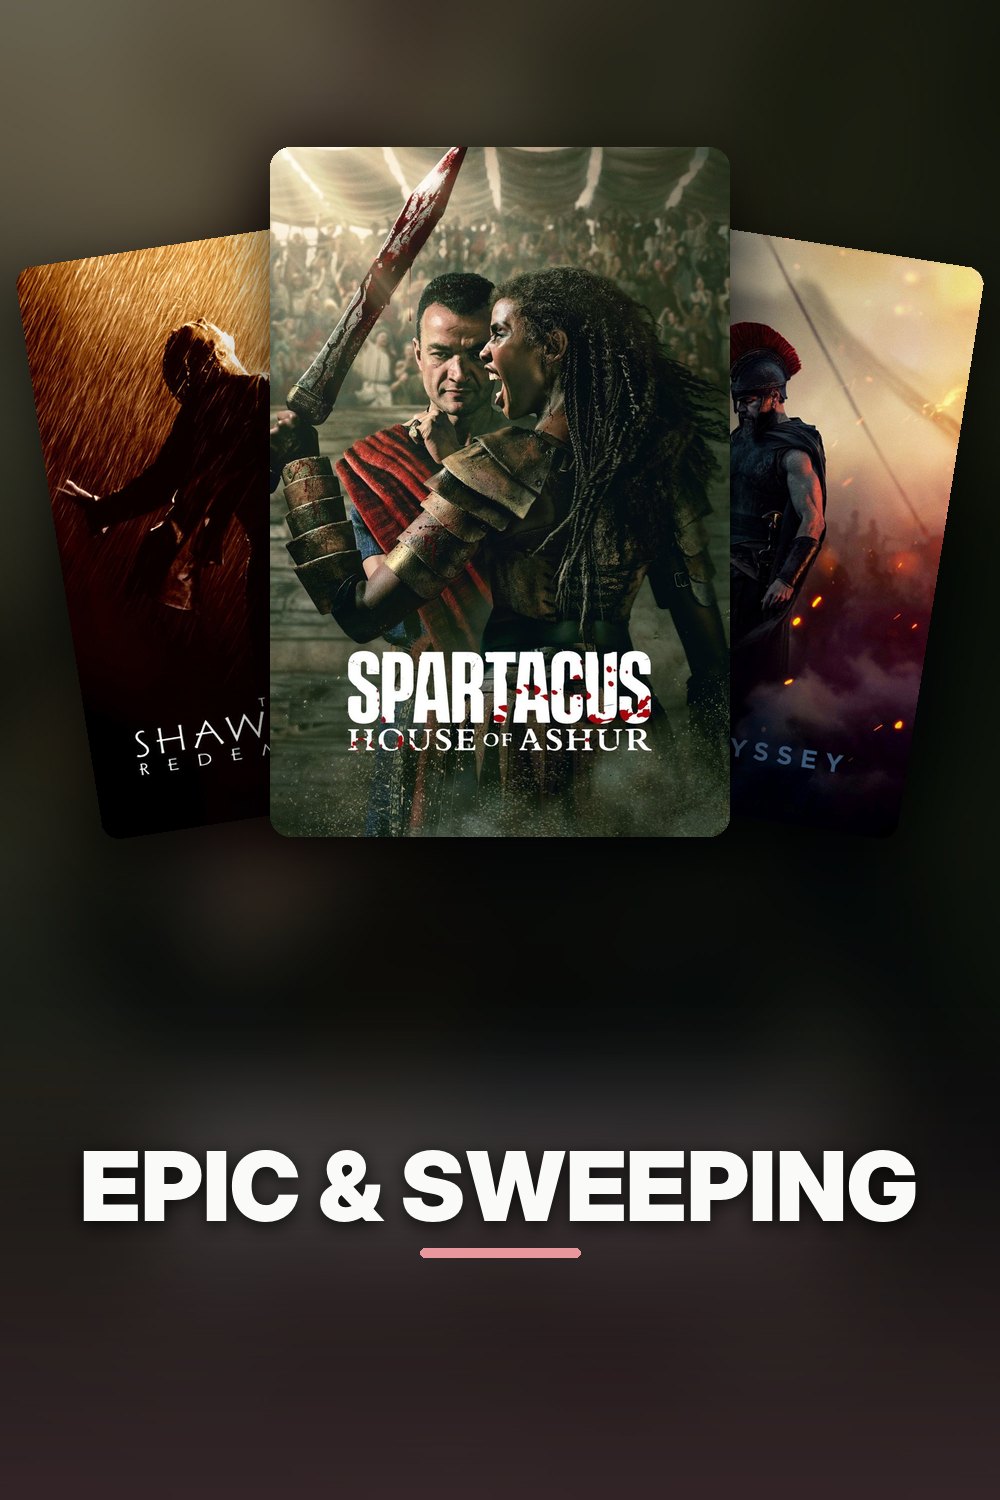 SHAW
REDE
SPARTACUS
HOUSE OF ASHUR
YSSEY
EPIC & SWEEPING